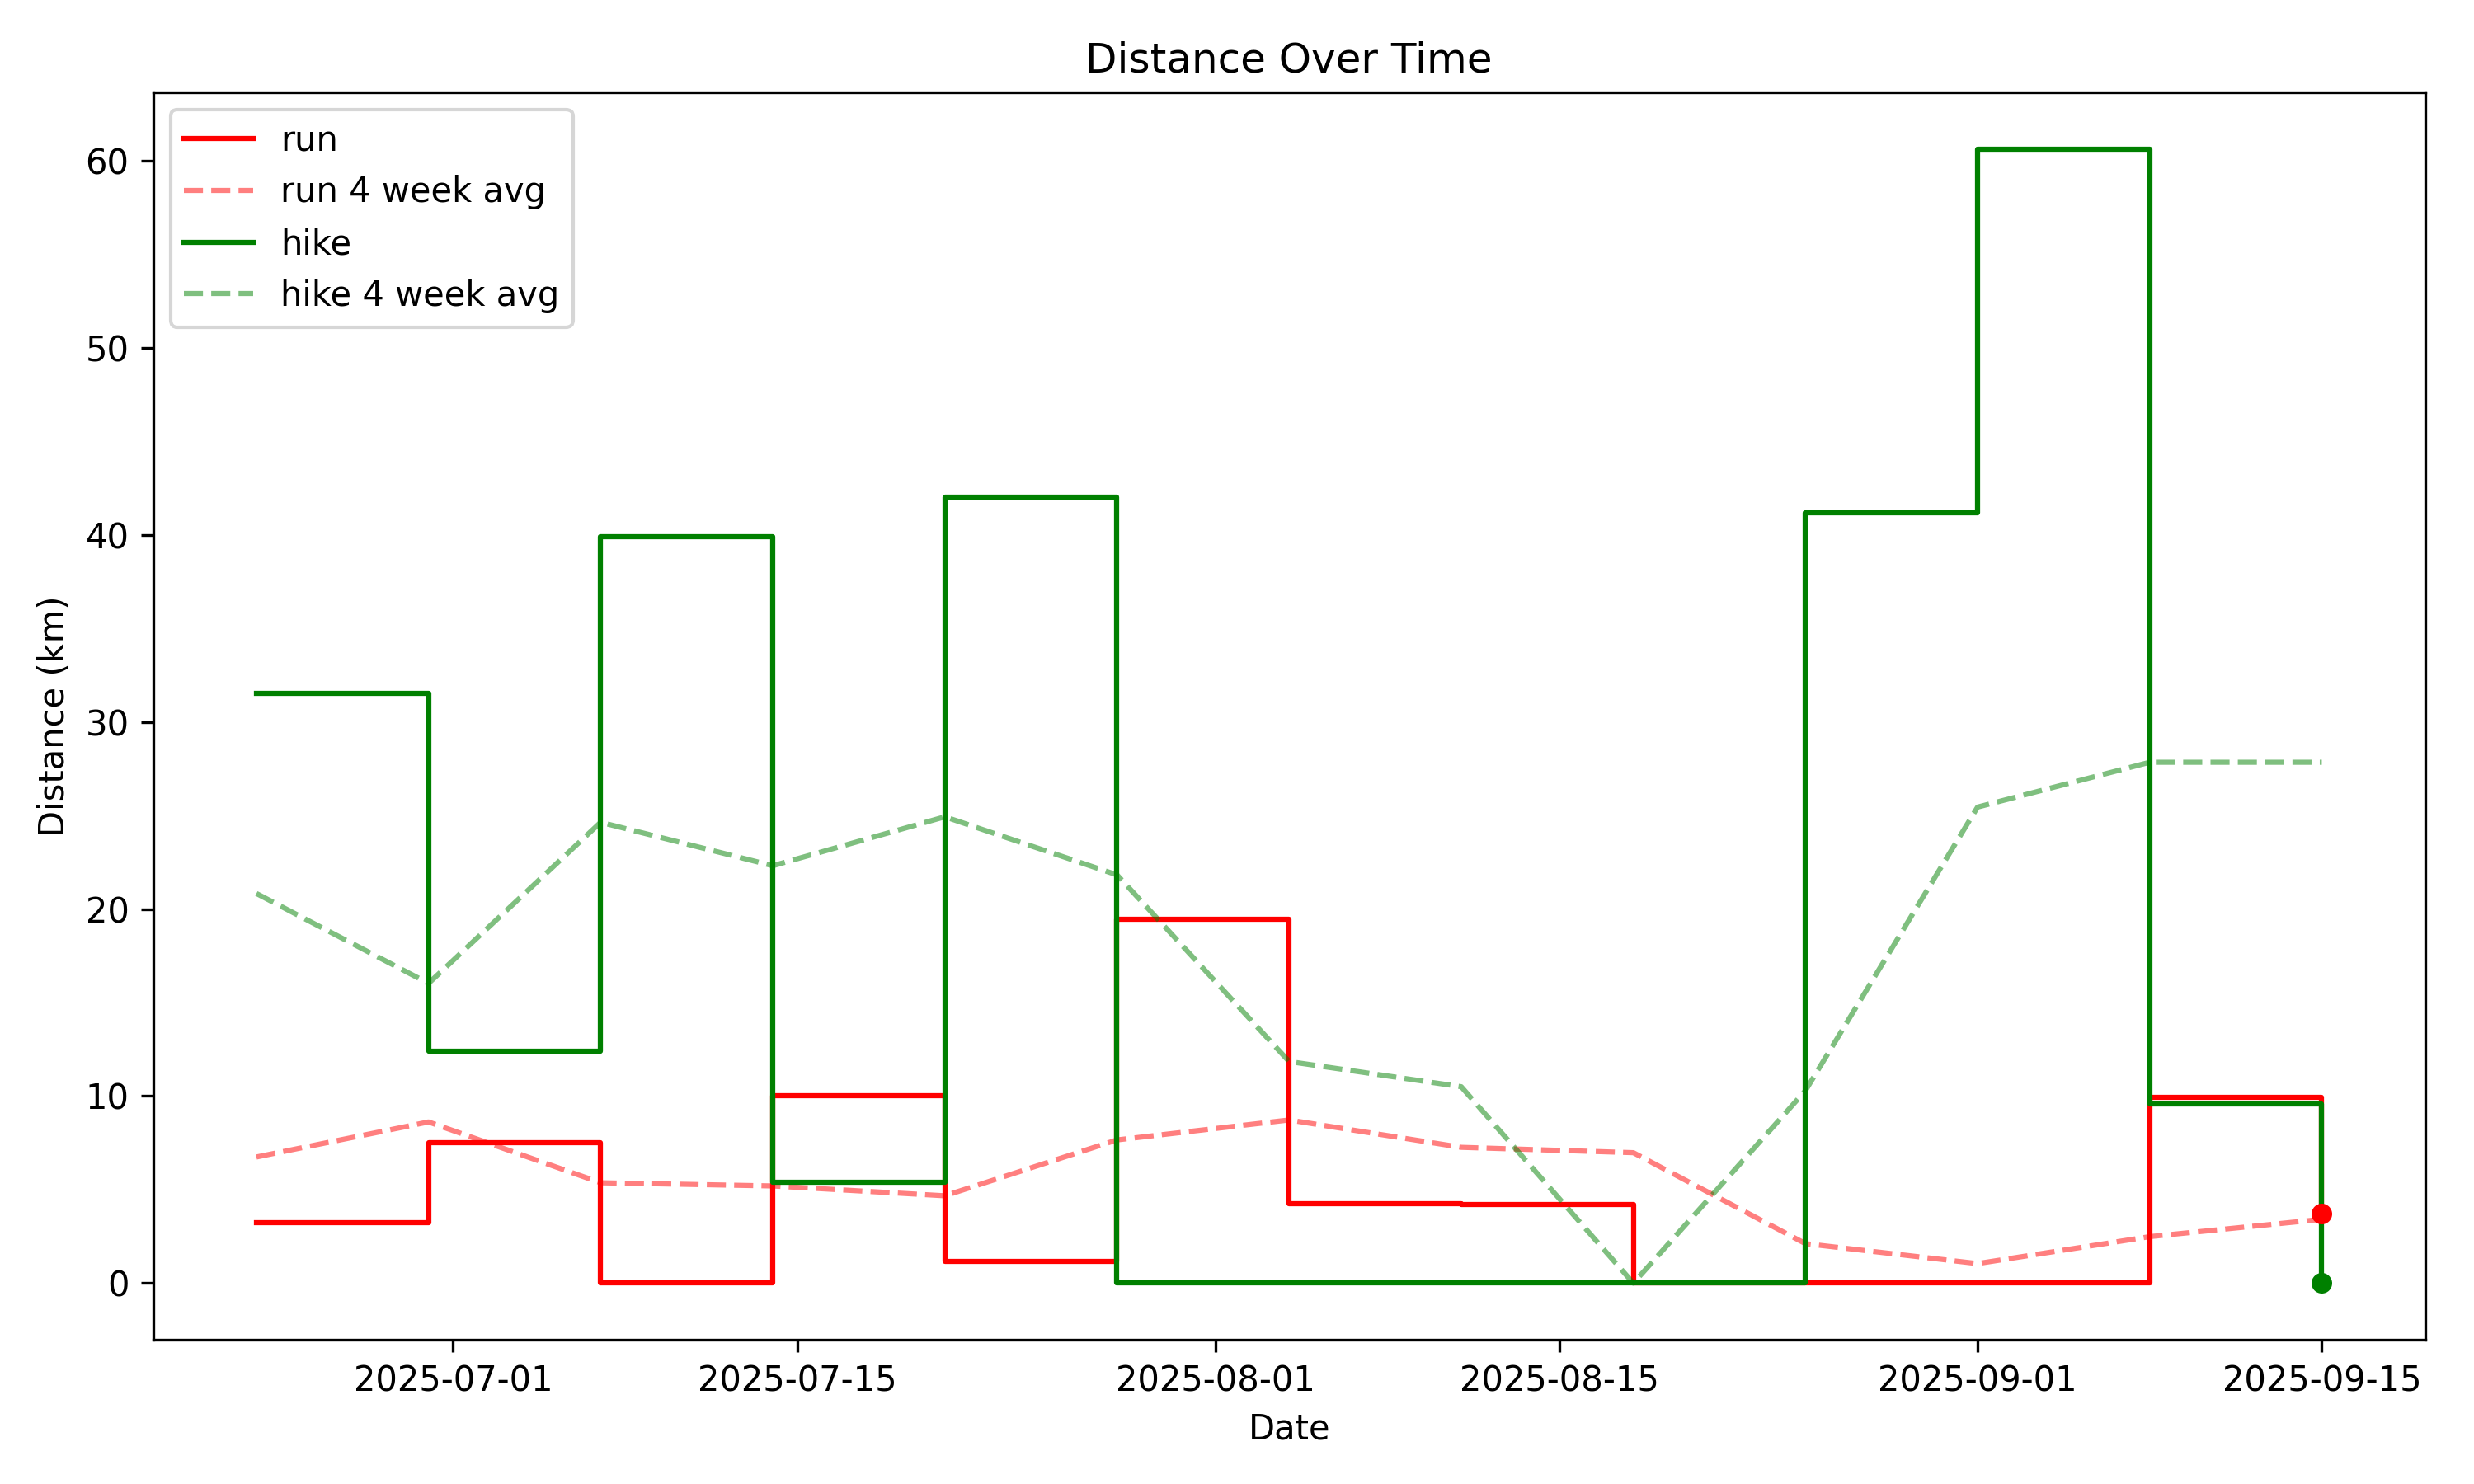 Distance Over Time
run
run 4 week avg
hike
hike 4 week avg
60
50
40
30
20
10
0
Distance (km)
2025-07-01 2025-07-15 2025-08-01 2025-08-15 2025-09-01 2025-09-15
Date